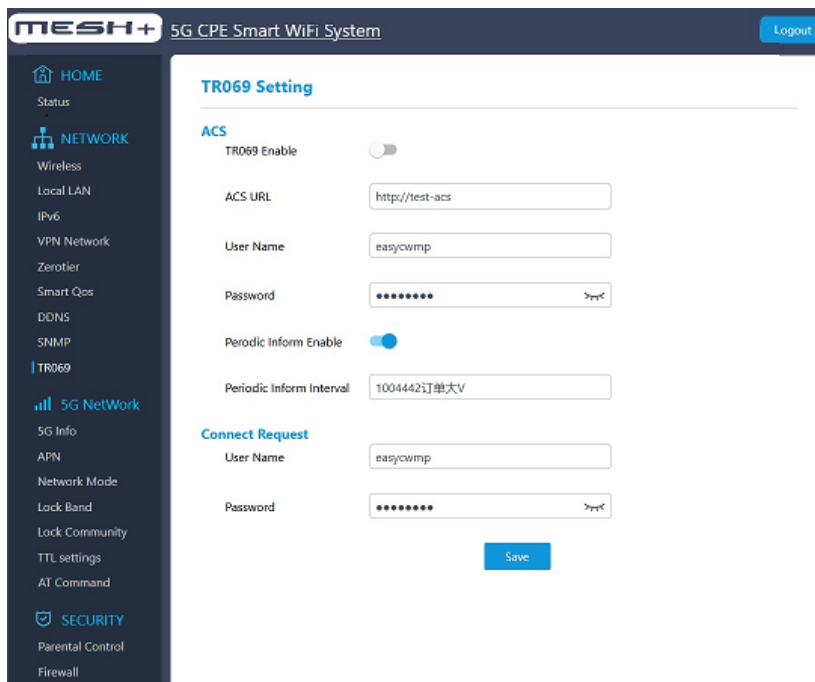 MESH+ 5G CPE Smart WiFi System Logout
HOME
Status
NETWORK
Wireless
Local LAN
IPv6
VPN Network
Zerotier
Smart Qos
DDNS
SNMP
TR069
5G NetWork
5G Info
APN
Network Mode
Lock Band
Lock Community
TTL settings
AT Command
SECURITY
Parental Control
Firewall
TR069 Setting
ACS
TR069 Enable
ACS URL http://test-acs
User Name easycwmp
Password ••••••••
Perodic Inform Enable
Periodic Inform Interval 1004442订单大V
Connect Request
User Name easycwmp
Password ••••••••
Save